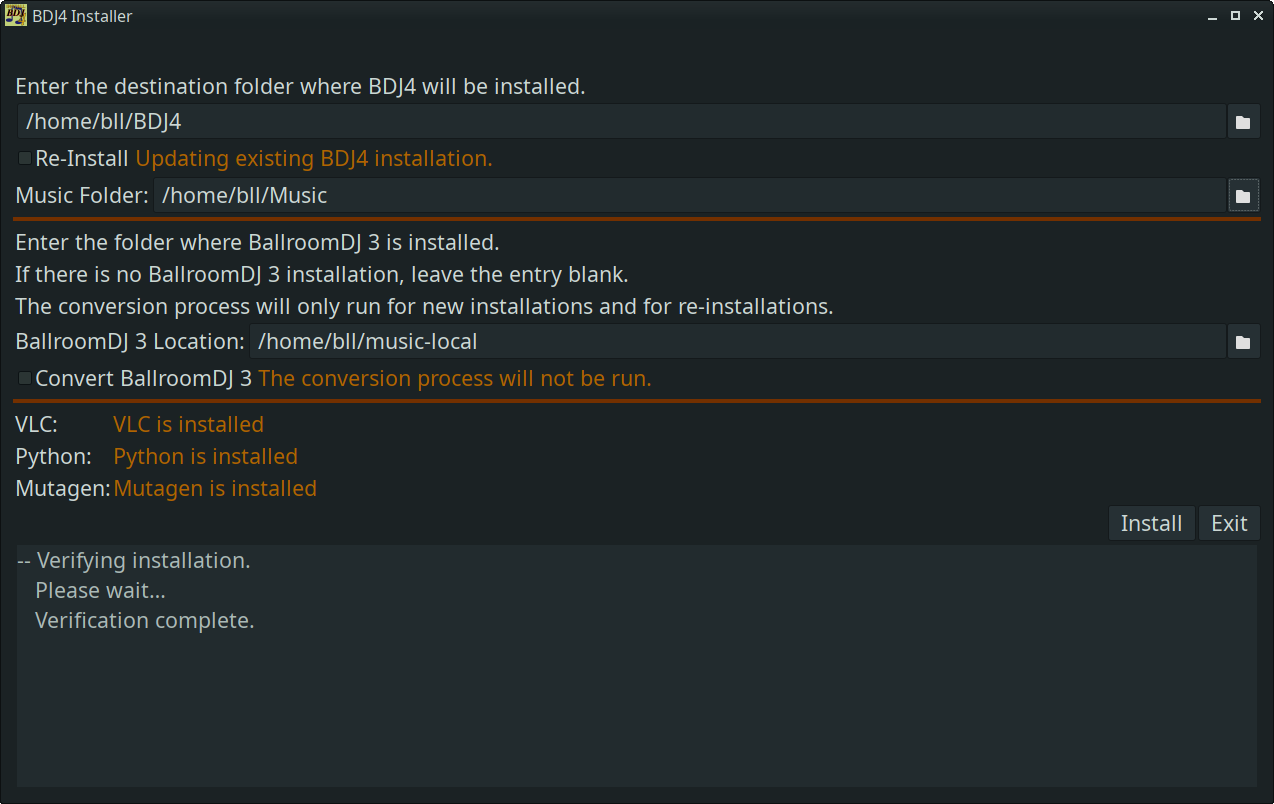 BDJ4 Installer
Enter the destination folder where BDJ4 will be installed.
/home/bll/BDJ4
Re-Install Updating existing BDJ4 installation.
Music Folder: /home/bll/Music
Enter the folder where BallroomDJ 3 is installed.
If there is no BallroomDJ 3 installation, leave the entry blank.
The conversion process will only run for new installations and for re-installations.
BallroomDJ 3 Location: /home/bll/music-local
Convert BallroomDJ 3 The conversion process will not be run.
VLC: VLC is installed
Python: Python is installed
Mutagen: Mutagen is installed
Install Exit
-- Verifying installation.
Please wait...
Verification complete.